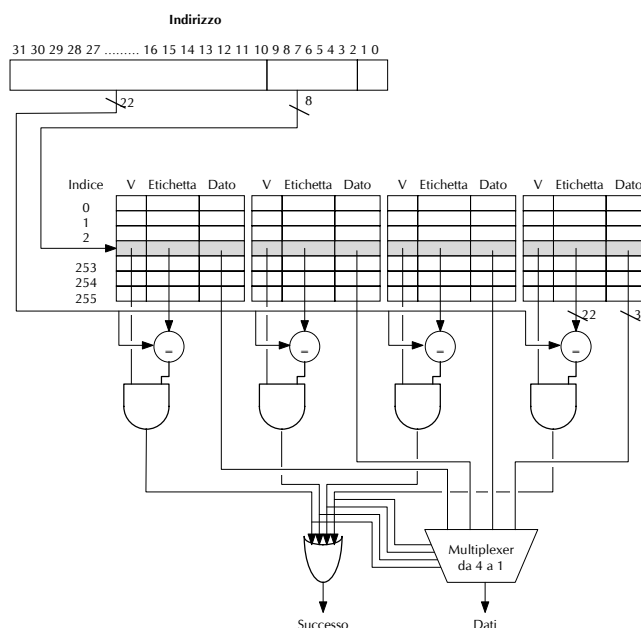 Indirizzo
31 30 29 28 27 ......... 16 15 14 13 12 11 10 9 8 7 6 5 4 3 2 1 0
22
8
Indice V Etichetta Dato V Etichetta Dato V Etichetta Dato V Etichetta Dato
0
1
2
253
254
255
22
3
=
=
=
=
Multiplexer
da 4 a 1
Successo
Dati